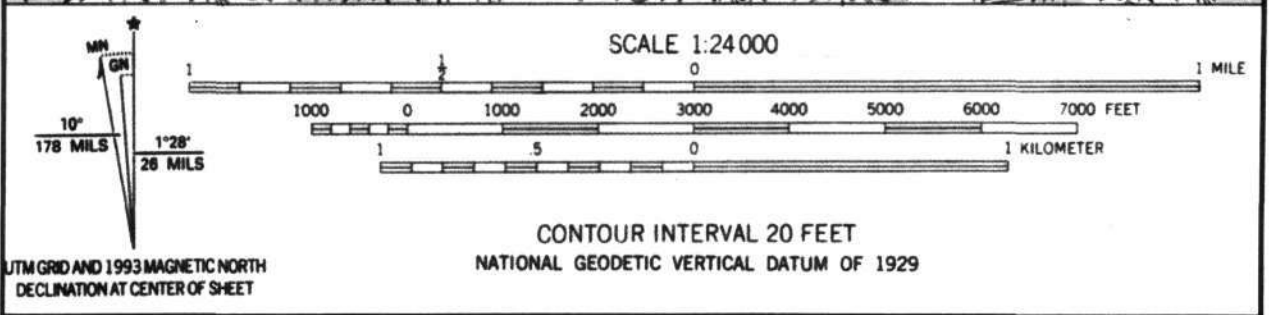 MN
GN
10°
178 MILS
1°28'
26 MILS
UTM GRID AND 1993 MAGNETIC NORTH
DECLINATION AT CENTER OF SHEET
SCALE 1:24 000
1 ½ 0 1 MILE
1000 0 1000 2000 3000 4000 5000 6000 7000 FEET
1 .5 0 1 KILOMETER
CONTOUR INTERVAL 20 FEET
NATIONAL GEODETIC VERTICAL DATUM OF 1929